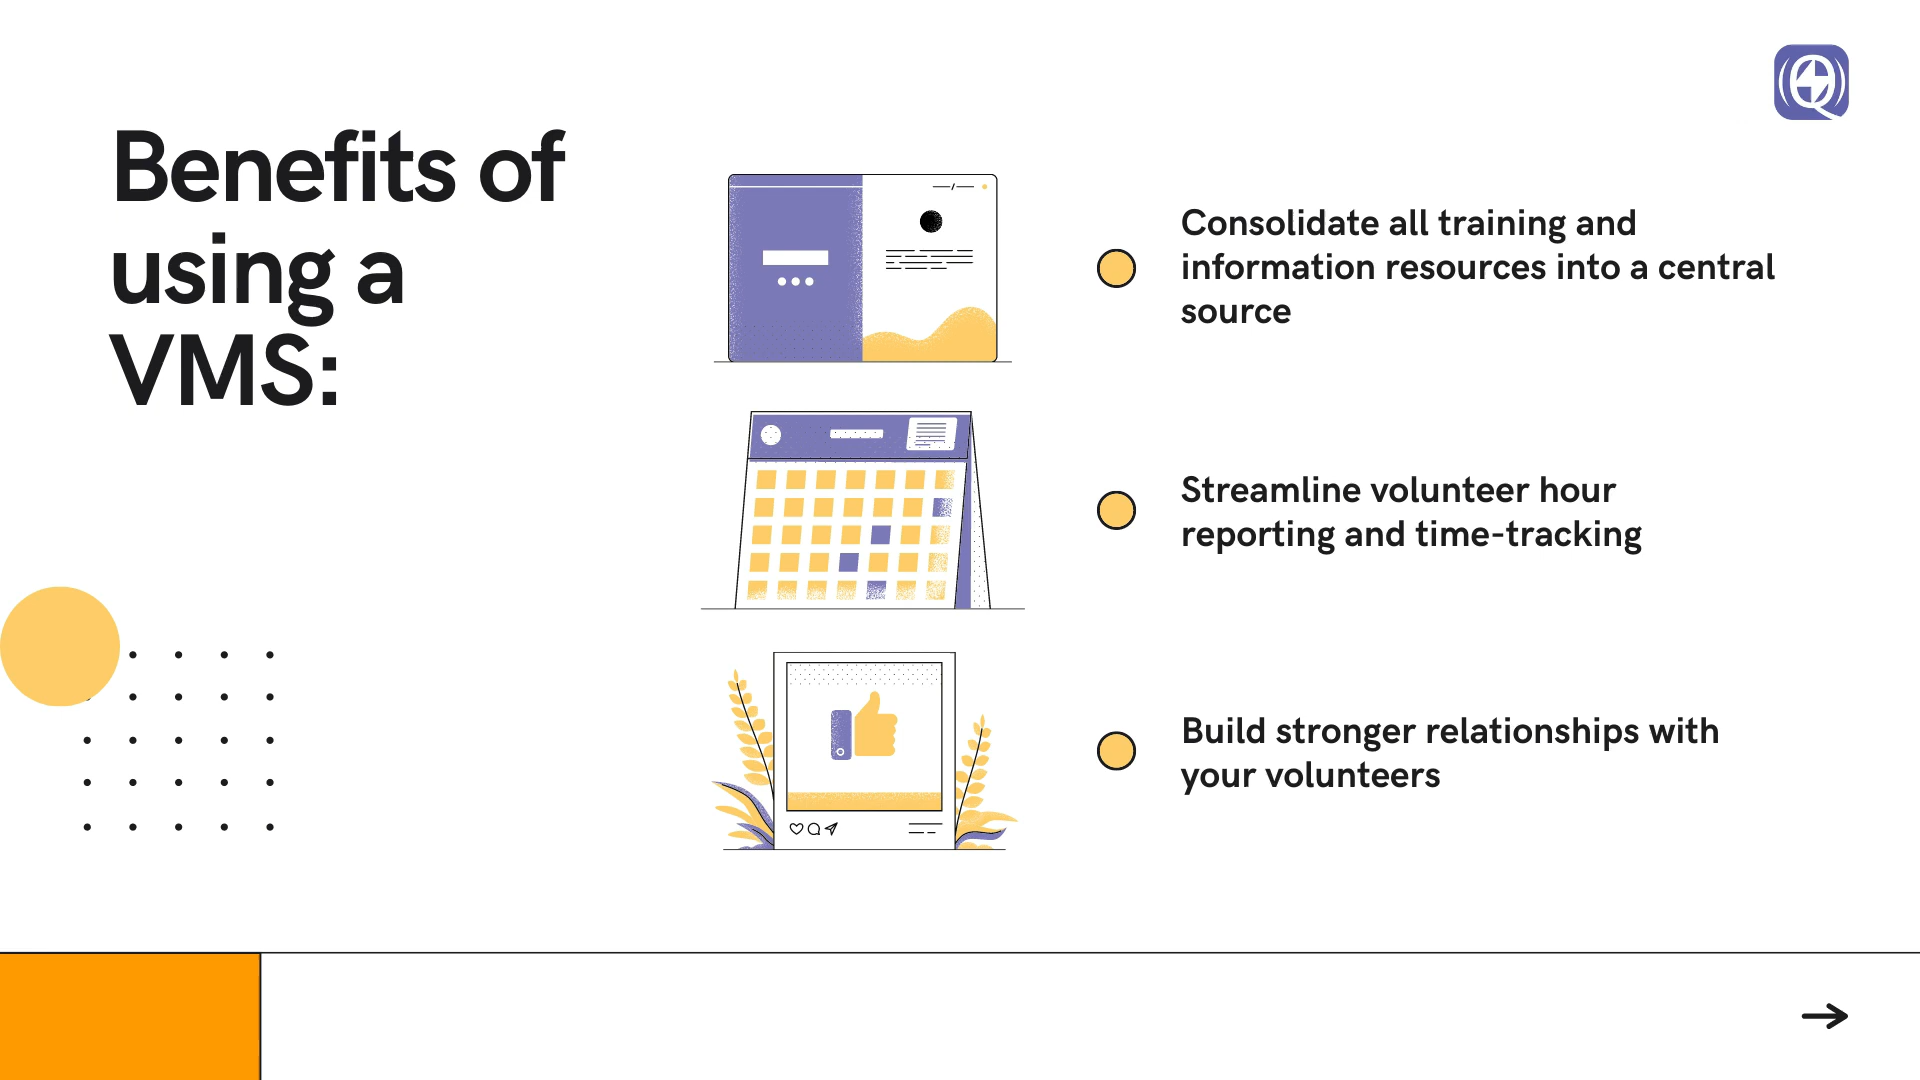 Benefits of
using a
VMS:
Consolidate all training and
information resources into a central
source
Streamline volunteer hour
reporting and time-tracking
Build stronger relationships with
your volunteers